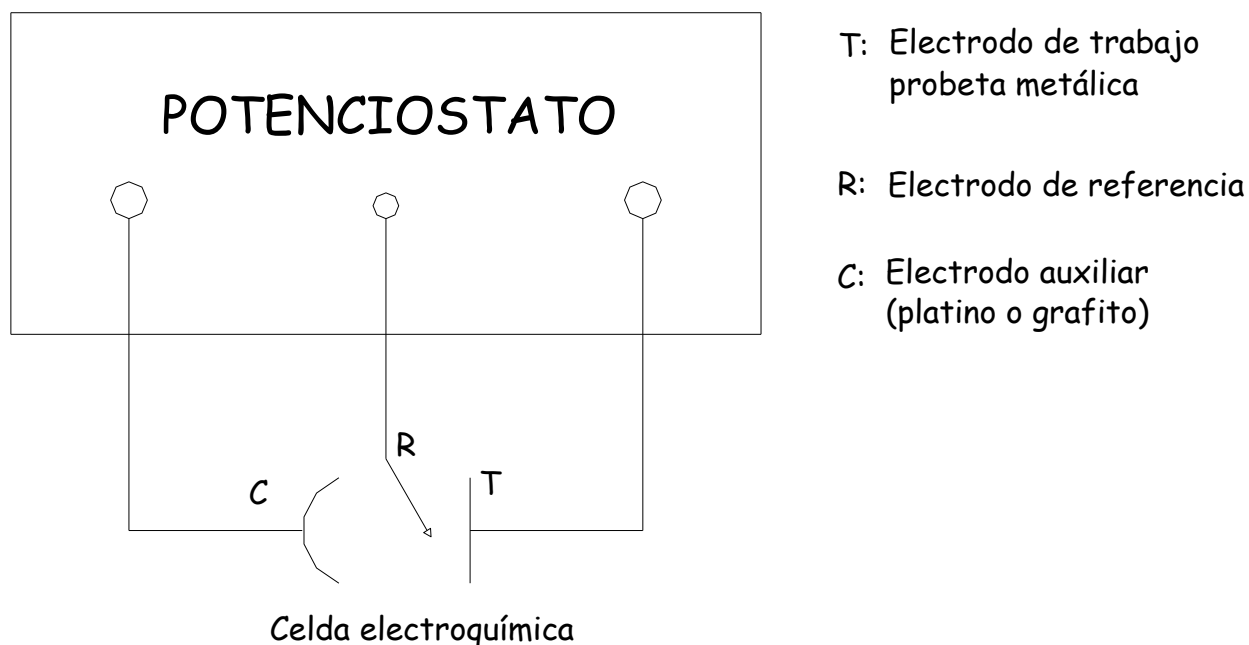 POTENCIOSTATO
T: Electrodo de trabajo
probeta metálica
R: Electrodo de referencia
C: Electrodo auxiliar
(platino o grafito)
R
C
T
Celda electroquímica